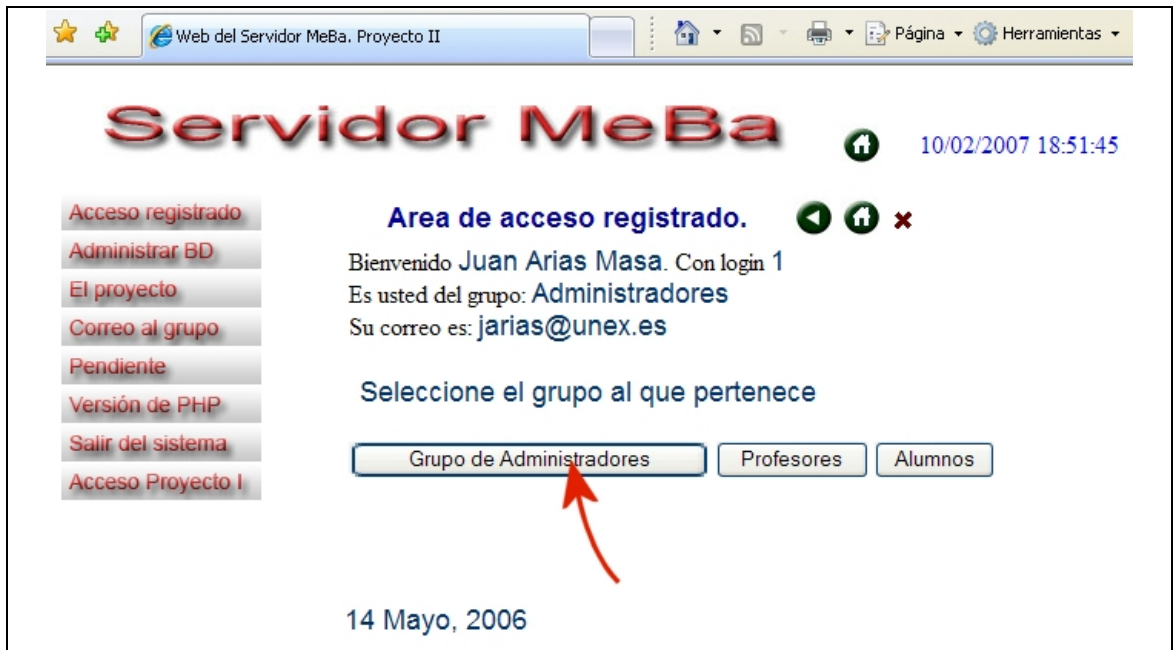 Web del Servidor MeBa. Proyecto II
Página
Herramientas
Servidor MeBa
10/02/2007 18:51:45
Acceso registrado
Administrar BD
El proyecto
Correo al grupo
Pendiente
Versión de PHP
Salir del sistema
Acceso Proyecto I
Area de acceso registrado.
Bienvenido Juan Arias Masa. Con login 1
Es usted del grupo: Administradores
Su correo es: jarias@unex.es
Seleccione el grupo al que pertenece
Grupo de Administradores
Profesores
Alumnos
14 Mayo, 2006